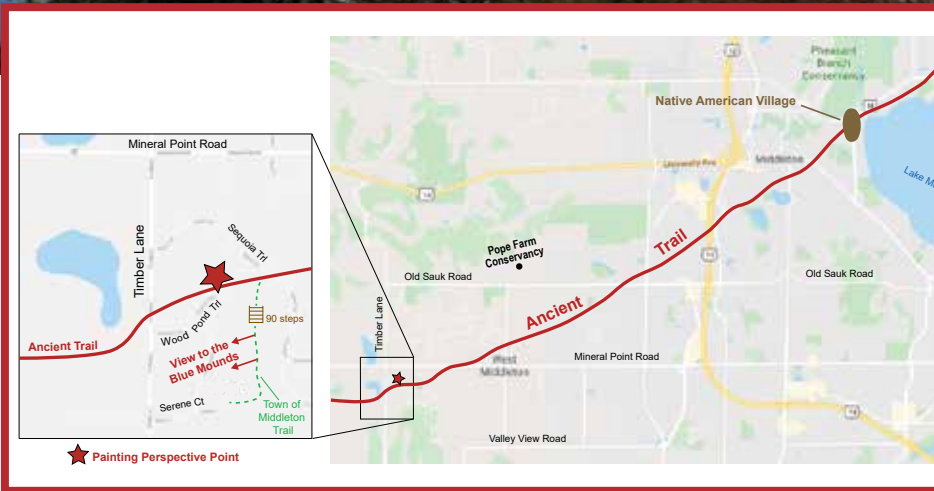 Mineral Point Road
Timber Lane
Sequoia Trl
Wood Pond Trl
90 steps
Ancient Trail
View to the
Blue Mounds
Serene Ct
Town of
Middleton
Trail
Painting Perspective Point
Pheasant
Branch
Conservancy
12
Native American Village
University Ave
Middleton
Lake M
14
Pope Farm
Conservancy
Trail
Old Sauk Road
Old Sauk Road
Ancient
Timber Lane
West
Middleton
Mineral Point Road
Valley View Road